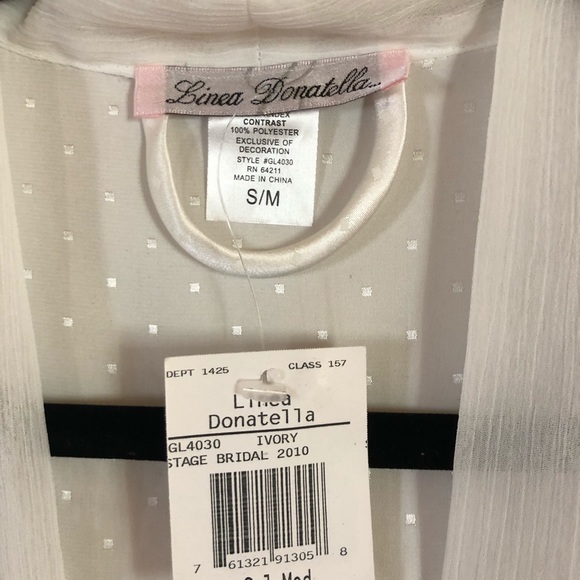 Linea Donatella...
CONTRAST
100% POLYESTER
EXCLUSIVE OF
DECORATION
STYLE #GL4030
RN 64211
MADE IN CHINA
S/M
DEPT 1425 CLASS 157
Linea
Donatella
GL4030 IVORY
STAGE BRIDAL 2010
7 61321 91305 8